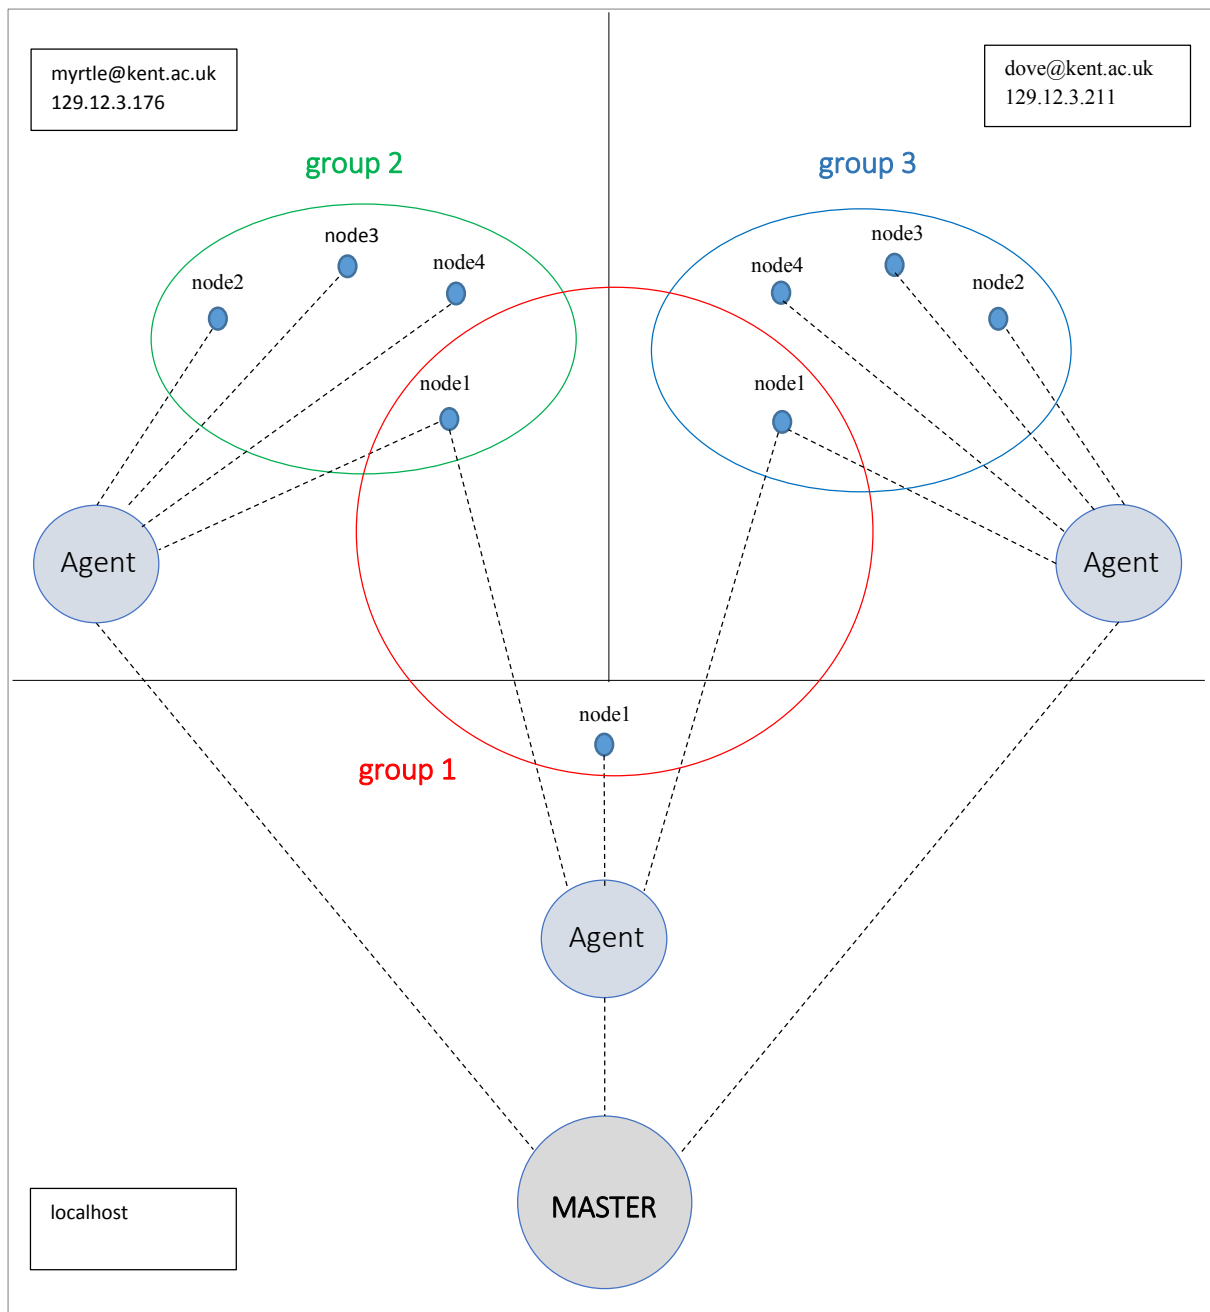 myrtle@kent.ac.uk
129.12.3.176
dove@kent.ac.uk
129.12.3.211
group 2
group 3
node3
node4
node2
node1
node3
node4
node2
node1
Agent
Agent
node1
group 1
Agent
MASTER
localhost